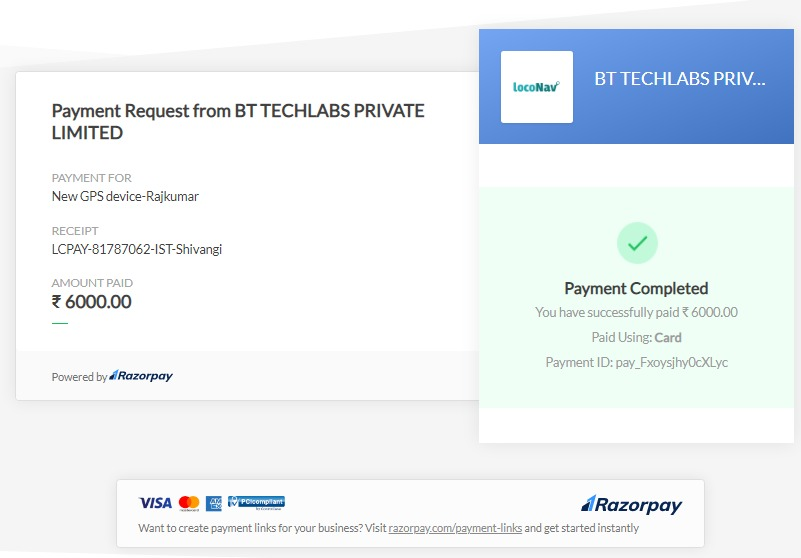 Payment Request from BT TECHLABS PRIVATE
LIMITED
PAYMENT FOR
New GPS device-Rajkumar
RECEIPT
LCPAY-81787062-IST-Shivangi
AMOUNT PAID
₹ 6000.00
Powered by Razorpay
locoNav
BT TECHLABS PRIV...
Payment Completed
You have successfully paid ₹ 6000.00
Paid Using: Card
Payment ID: pay_Fxoysjhy0cXLyc
VISA PCI compliant
Razorpay
Want to create payment links for your business? Visit razorpay.com/payment-links and get started instantly